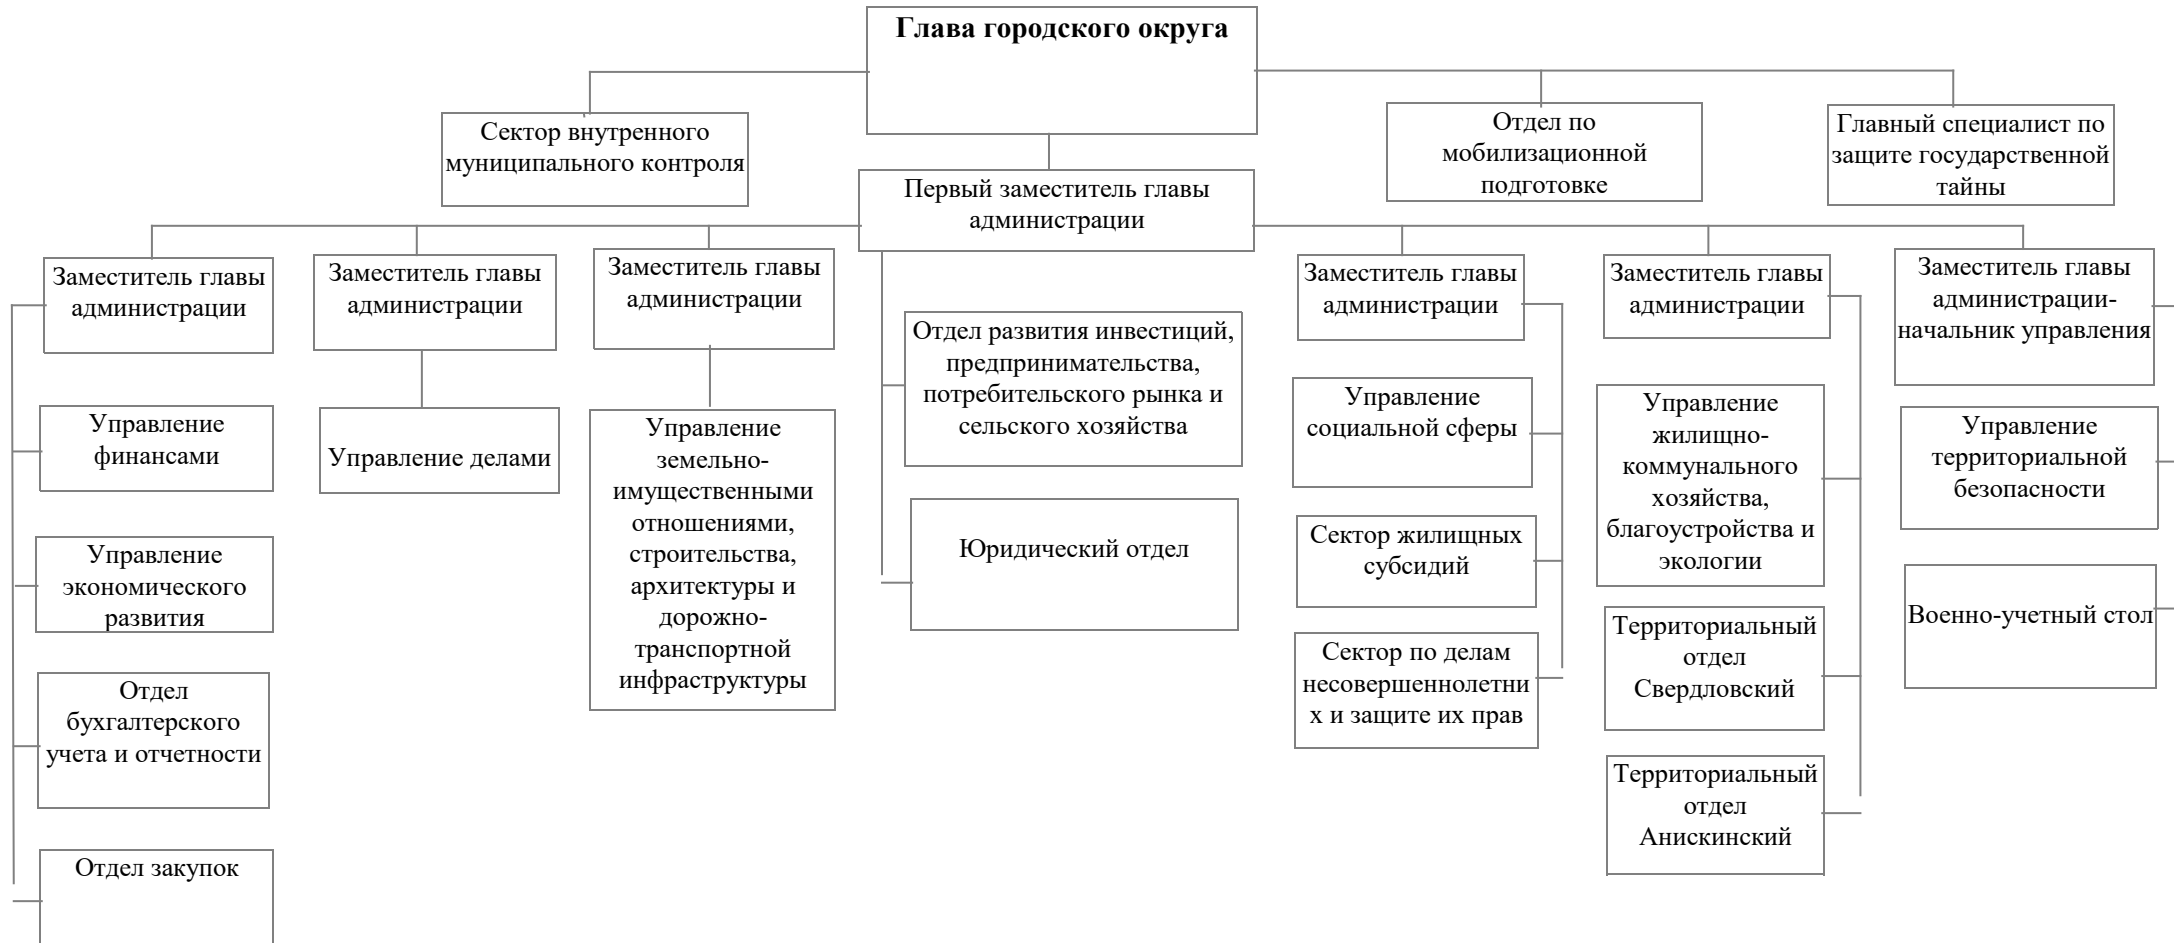 Глава городского округа
Сектор внутренного
муниципального контроля
Отдел по
мобилизационной
подготовке
Главный специалист по
защите государственной
тайны
Первый заместитель главы
администрации
Заместитель главы
администрации
Заместитель главы
администрации
Заместитель главы
администрации
Заместитель главы
администрации
Заместитель главы
администрации
Заместитель главы
администрации-
начальник управления
Управление
финансами
Управление
экономического
развития
Отдел
бухгалтерского
учета и отчетности
Отдел закупок
Управление делами
Управление
земельно-
имущественными
отношениями,
строительства,
архитектуры и
дорожно-
транспортной
инфраструктуры
Отдел развития инвестиций,
предпринимательства,
потребительского рынка и
сельского хозяйства
Юридический отдел
Управление
социальной сферы
Сектор жилищных
субсидий
Сектор по делам
несовершеннолетни
х и защите их прав
Управление
жилищно-
коммунального
хозяйства,
благоустройства и
экологии
Территориальный
отдел
Свердловский
Территориальный
отдел
Анискинский
Управление
территориальной
безопасности
Военно-учетный стол